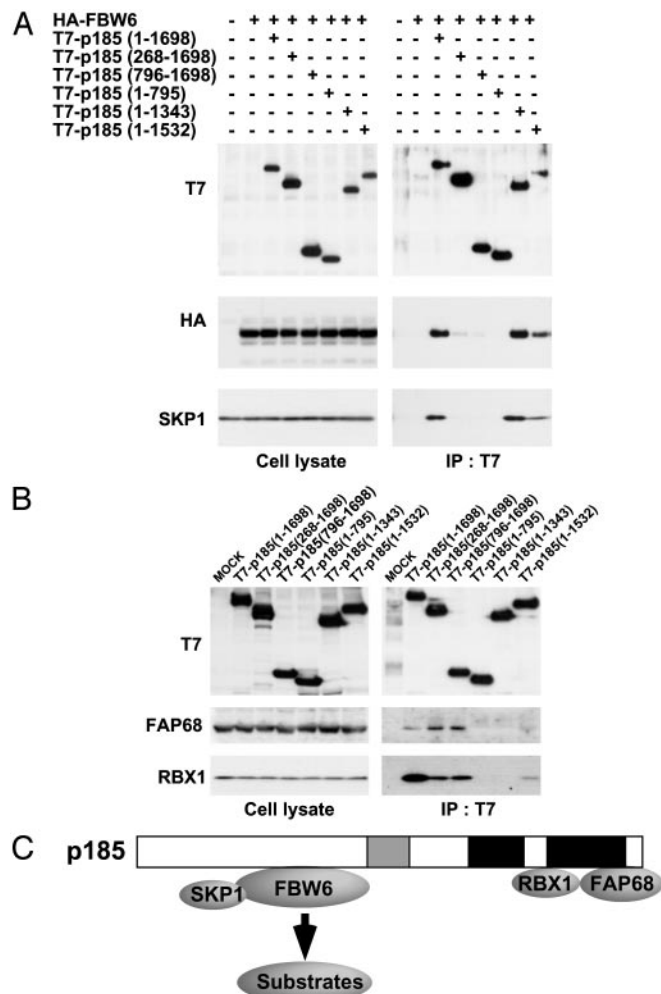 A
HA-FBW6 - + + + + + + + - + + + + + + +
T7-p185 (1-1698) - - + - - - - - - - + - - - - -
T7-p185 (268-1698) - - - + - - - - - - - + - - - -
T7-p185 (796-1698) - - - - + - - - - - - - + - - -
T7-p185 (1-795) - - - - - + - - - - - - - + - -
T7-p185 (1-1343) - - - - - - + - - - - - - - + -
T7-p185 (1-1532) - - - - - - - + - - - - - - - +
T7
HA
SKP1
Cell lysate IP : T7
B
MOCK T7-p185(1-1698) T7-p185(268-1698) T7-p185(796-1698) T7-p185(1-795) T7-p185(1-1343) T7-p185(1-1532) MOCK T7-p185(1-1698) T7-p185(268-1698) T7-p185(796-1698) T7-p185(1-795) T7-p185(1-1343) T7-p185(1-1532)
T7
FAP68
RBX1
Cell lysate IP : T7
C
p185
SKP1 FBW6 RBX1 FAP68
Substrates